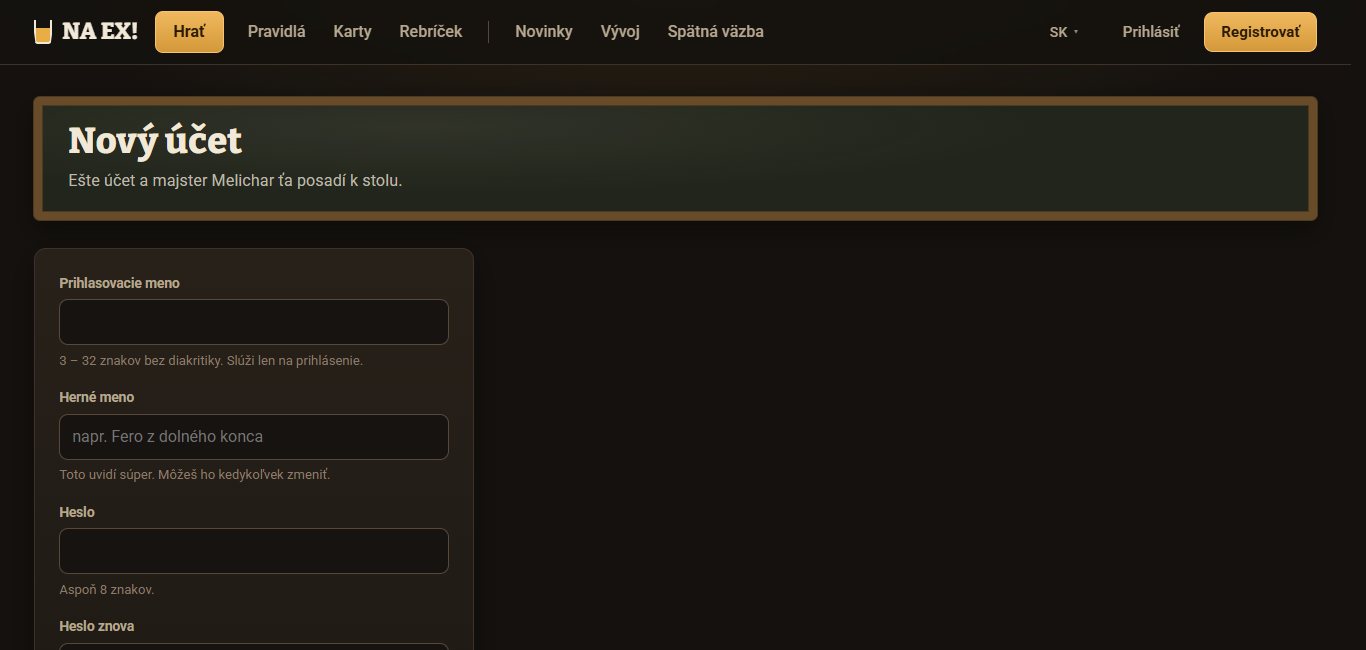 NA EX! Hrať Pravidlá Karty Rebríček Novinky Vývoj Spätná väzba SK Prihlásiť Registrovať
Nový účet
Ešte účet a majster Melichar ťa posadí k stolu.
Prihlasovacie meno
3 – 32 znakov bez diakritiky. Slúži len na prihlásenie.
Herné meno
napr. Fero z dolného konca
Toto uvidí súper. Môžeš ho kedykoľvek zmeniť.
Heslo
Aspoň 8 znakov.
Heslo znova